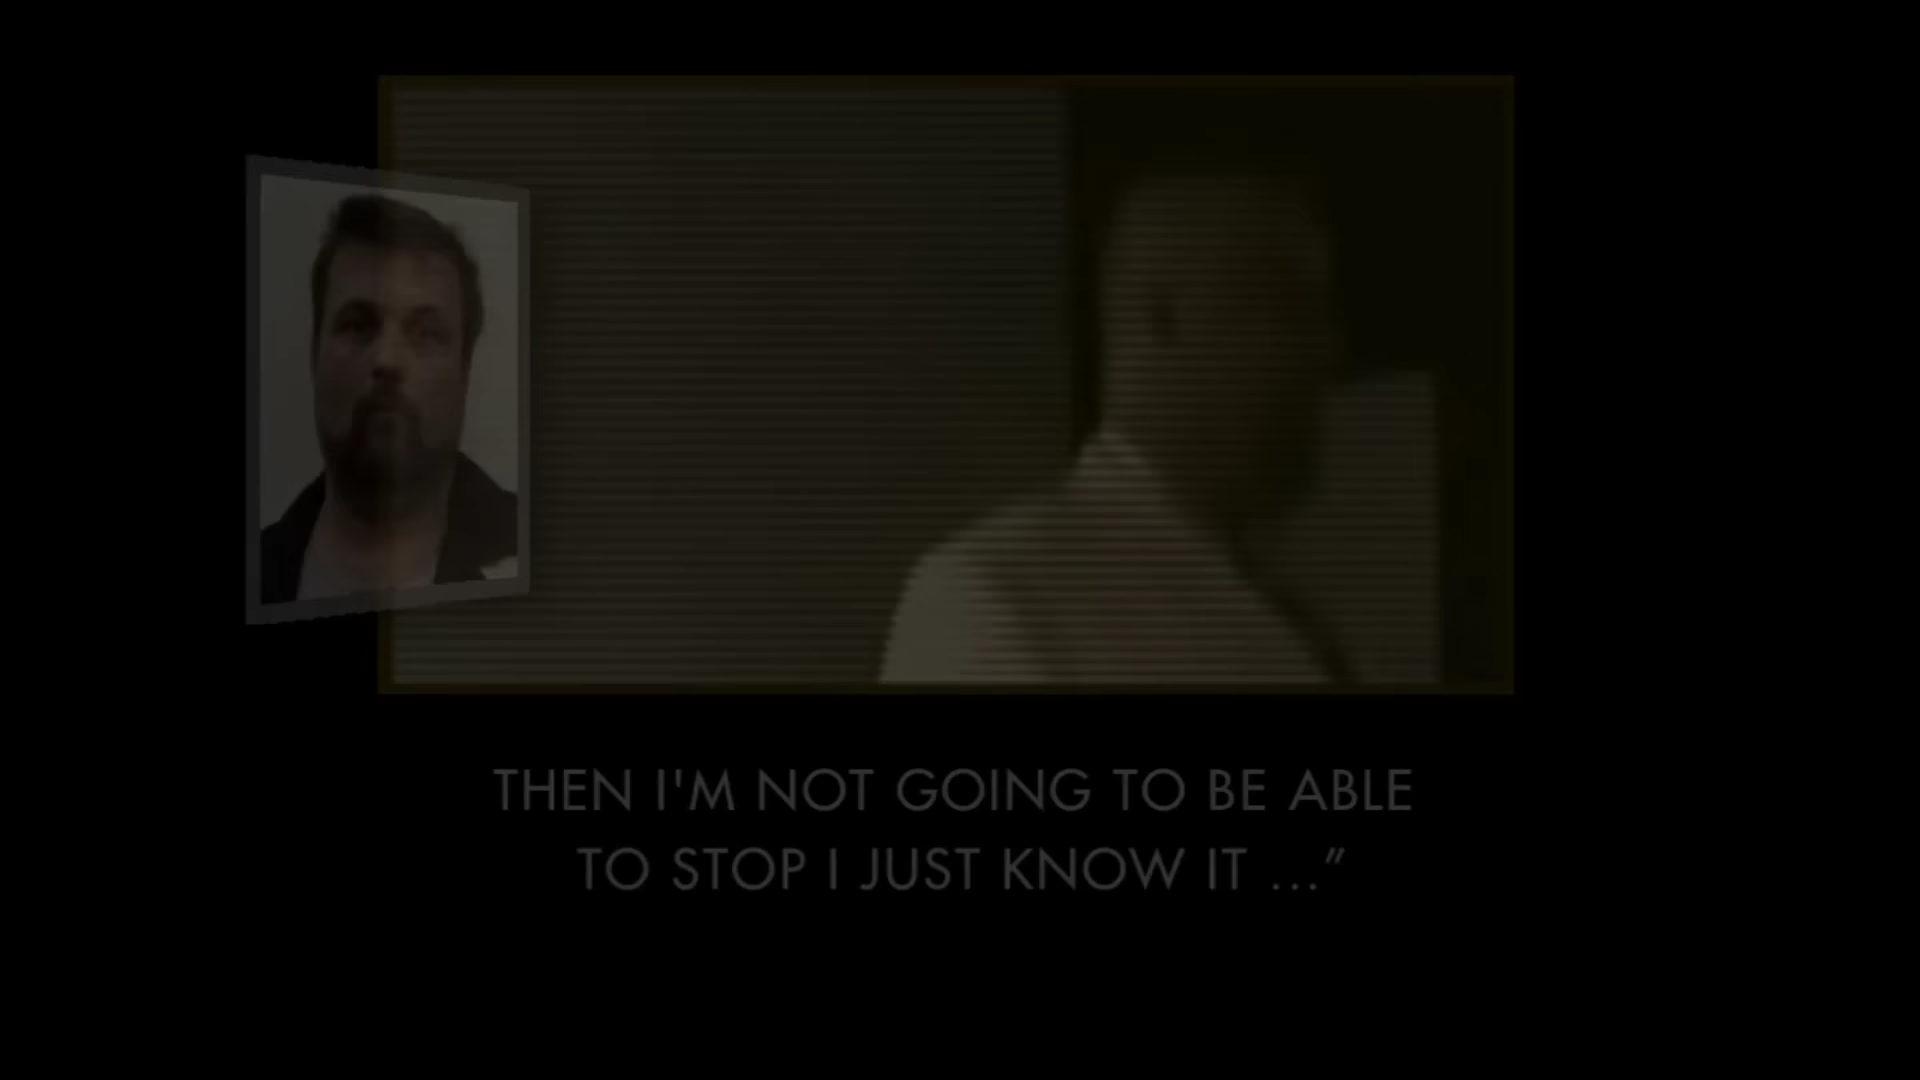 THEN I'M NOT GOING TO BE ABLE
TO STOP I JUST KNOW IT ...”